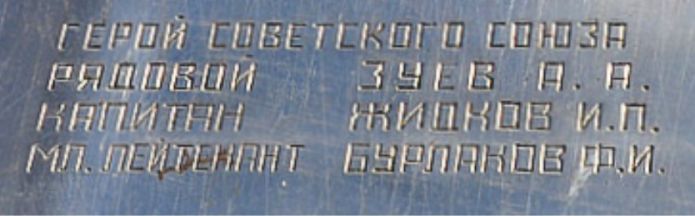 ГЕРОЙ СОВЕТСКОГО СОЮЗА
РЯДОВОЙ ЗУЕВ А. А.
КАПИТАН ЖИДКОВ И.П.
МЛ. ЛЕЙТЕНАНТ БУРЛАКОВ Ф.И.